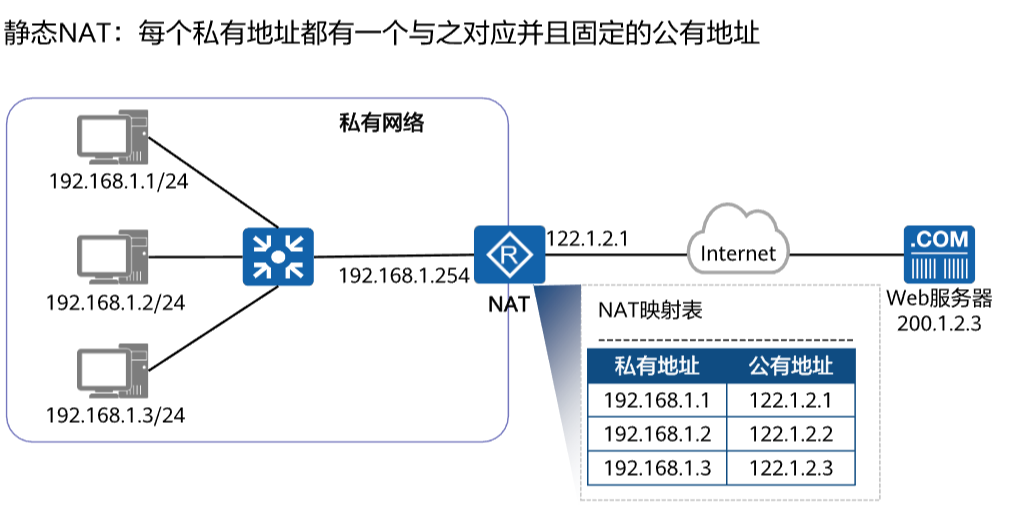 静态NAT：每个私有地址都有一个与之对应并且固定的公有地址
私有网络
192.168.1.1/24
192.168.1.2/24
192.168.1.3/24
192.168.1.254
R
NAT
122.1.2.1
Internet
.COM
Web服务器
200.1.2.3
NAT映射表
私有地址 公有地址
192.168.1.1 122.1.2.1
192.168.1.2 122.1.2.2
192.168.1.3 122.1.2.3